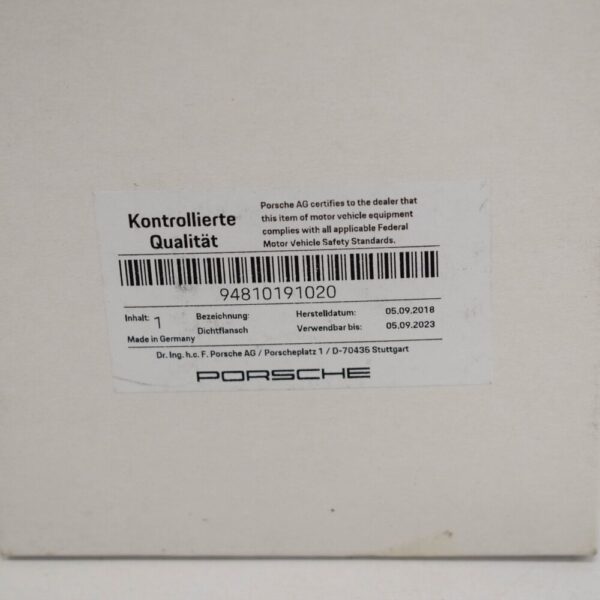 Kontrollierte
Qualität
Porsche AG certifies to the dealer that
this item of motor vehicle equipment
complies with all applicable Federal
Motor Vehicle Safety Standards.
94810191020
Inhalt: 1
Bezeichnung:
Dichtflansch
Herstelldatum: 05.09.2018
Verwendbar bis: 05.09.2023
Made in Germany
Dr. Ing. h.c. F. Porsche AG / Porscheplatz 1 / D-70435 Stuttgart
PORSCHE